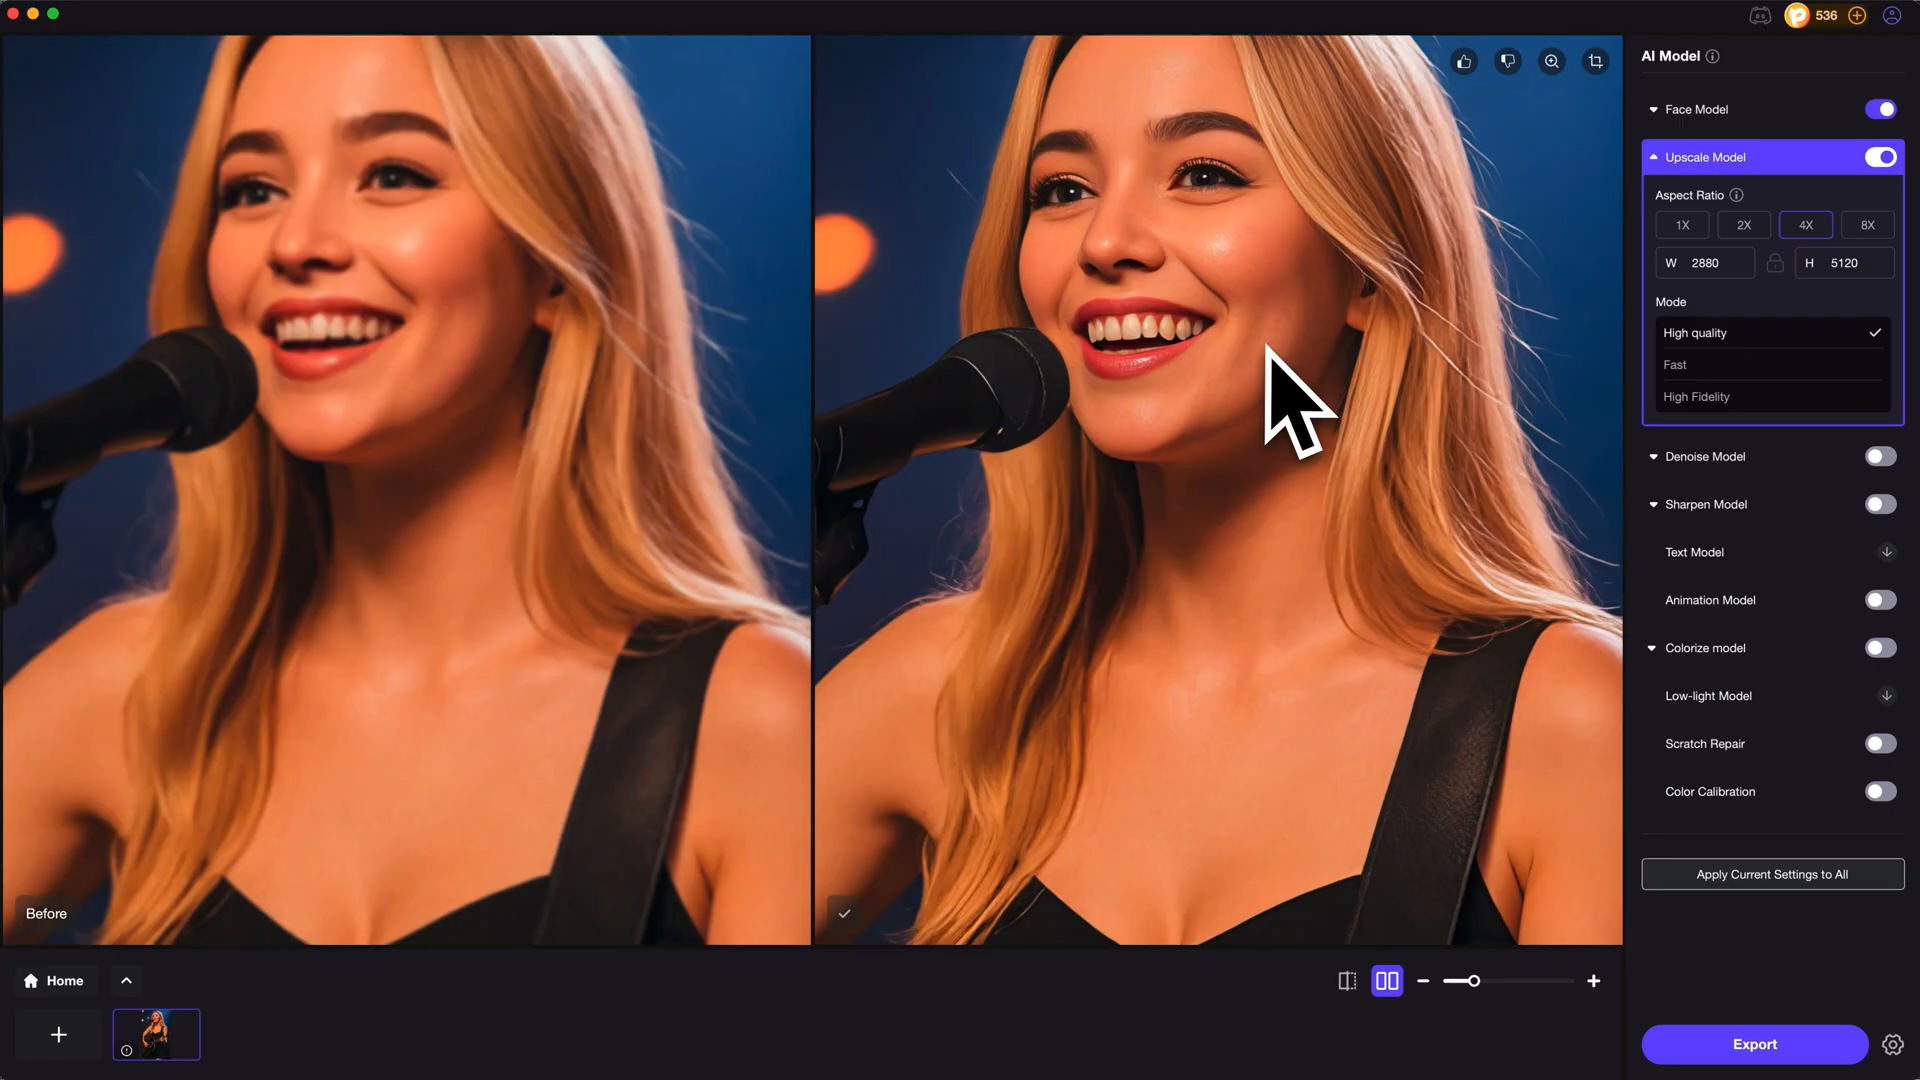 536
AI Model
Face Model
Upscale Model
Aspect Ratio
1X 2X 4X 8X
W 2880 H 5120
Mode
High quality
Fast
High Fidelity
Denoise Model
Sharpen Model
Text Model
Animation Model
Colorize model
Low-light Model
Scratch Repair
Color Calibration
Apply Current Settings to All
Before
Home
Export